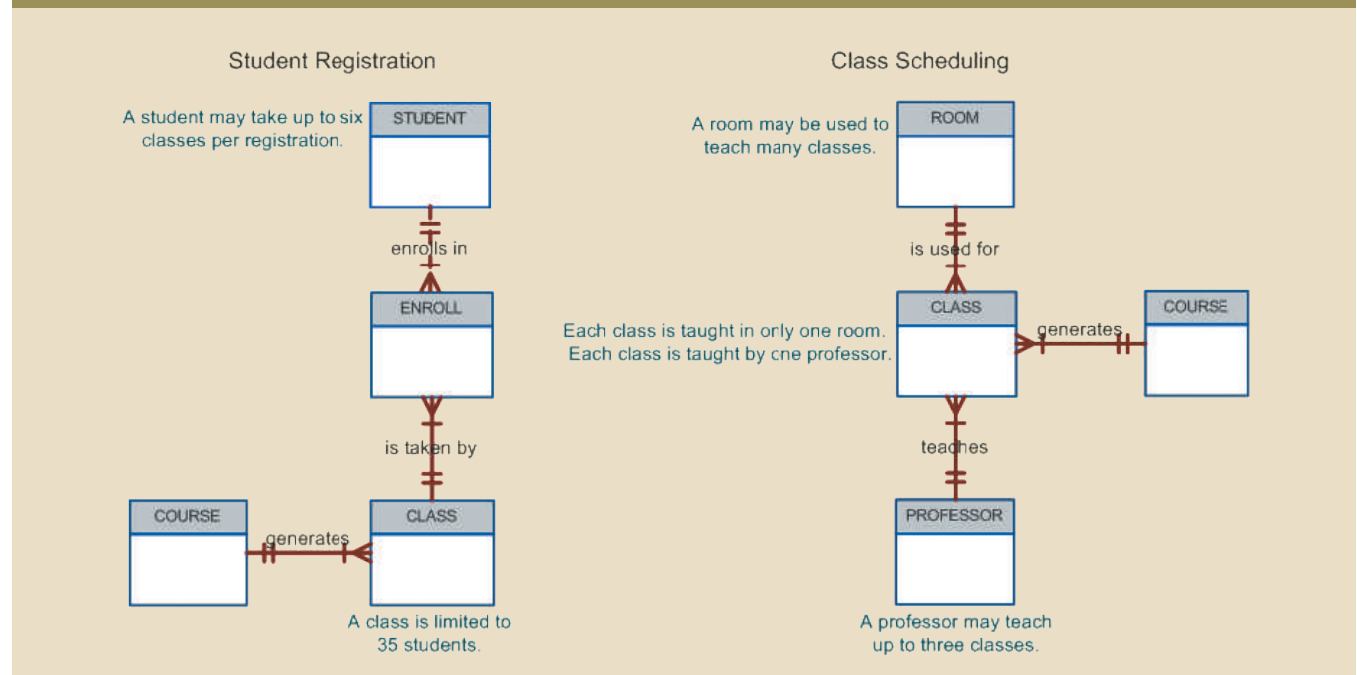 Student Registration
A student may take up to six
classes per registration.
STUDENT
enrolls in
ENROLL
is taken by
COURSE
generates
CLASS
A class is limited to
35 students.
Class Scheduling
A room may be used to
teach many classes.
ROOM
is used for
Each class is taught in only one room.
Each class is taught by one professor.
CLASS
generates
COURSE
teaches
PROFESSOR
A professor may teach
up to three classes.